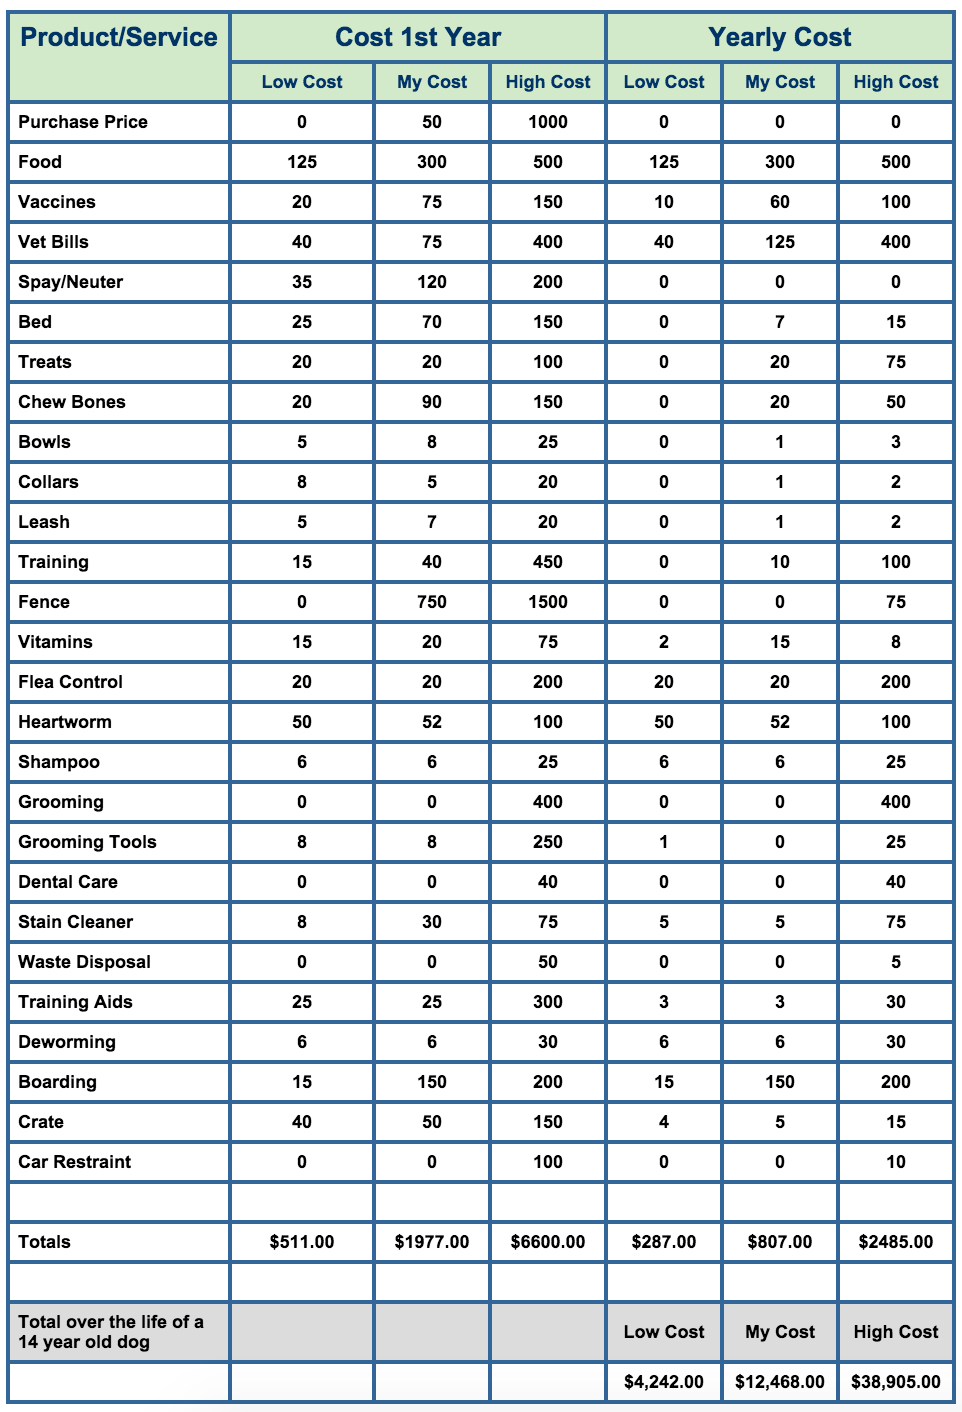 Product/Service Cost 1st Year Yearly Cost
Low Cost My Cost High Cost Low Cost My Cost High Cost
Purchase Price 0 50 1000 0 0 0
Food 125 300 500 125 300 500
Vaccines 20 75 150 10 60 100
Vet Bills 40 75 400 40 125 400
Spay/Neuter 35 120 200 0 0 0
Bed 25 70 150 0 7 15
Treats 20 20 100 0 20 75
Chew Bones 20 90 150 0 20 50
Bowls 5 8 25 0 1 3
Collars 8 5 20 0 1 2
Leash 5 7 20 0 1 2
Training 15 40 450 0 10 100
Fence 0 750 1500 0 0 75
Vitamins 15 20 75 2 15 8
Flea Control 20 20 200 20 20 200
Heartworm 50 52 100 50 52 100
Shampoo 6 6 25 6 6 25
Grooming 0 0 400 0 0 400
Grooming Tools 8 8 250 1 0 25
Dental Care 0 0 40 0 0 40
Stain Cleaner 8 30 75 5 5 75
Waste Disposal 0 0 50 0 0 5
Training Aids 25 25 300 3 3 30
Deworming 6 6 30 6 6 30
Boarding 15 150 200 15 150 200
Crate 40 50 150 4 5 15
Car Restraint 0 0 100 0 0 10
Totals $511.00 $1977.00 $6600.00 $287.00 $807.00 $2485.00
Total over the life of a
14 year old dog Low Cost My Cost High Cost
$4,242.00 $12,468.00 $38,905.00